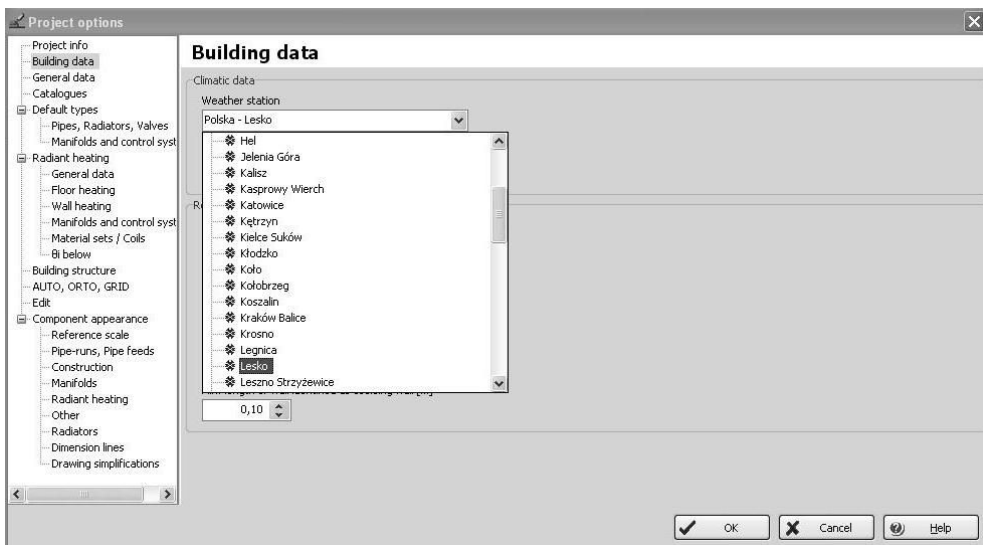 Project options
Project info
Building data
General data
Catalogues
Default types
Pipes, Radiators, Valves
Manifolds and control syst
Radiant heating
General data
Floor heating
Wall heating
Manifolds and control syst
Material sets / Coils
θi below
Building structure
AUTO, ORTO, GRID
Edit
Component appearance
Reference scale
Pipe-runs, Pipe feeds
Construction
Manifolds
Radiant heating
Other
Radiators
Dimension lines
Drawing simplifications
Building data
Climatic data
Weather station
Polska - Lesko
Hel
Jelenia Góra
Kalisz
Kasprowy Wierch
Katowice
Kętrzyn
Kielce Suków
Kłodzko
Koło
Kołobrzeg
Koszalin
Kraków Balice
Krosno
Legnica
Lesko
Leszno Strzyżewice
0,10
OK
Cancel
Help